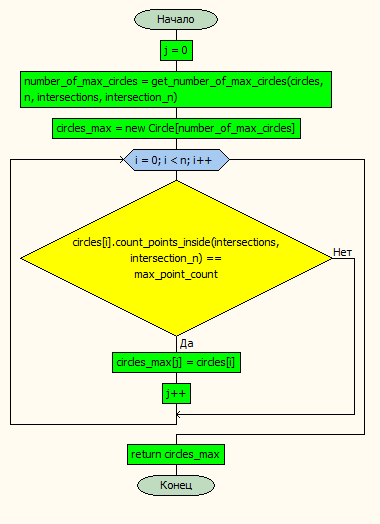 Начало
j = 0
number_of_max_circles = get_number_of_max_circles(circles,
n, intersections, intersection_n)
circles_max = new Circle[number_of_max_circles]
i = 0; i < n; i++
circles[i].count_points_inside(intersections,
intersection_n) ==
max_point_count
Нет
Да
circles_max[j] = circles[i]
j++
return circles_max
Конец